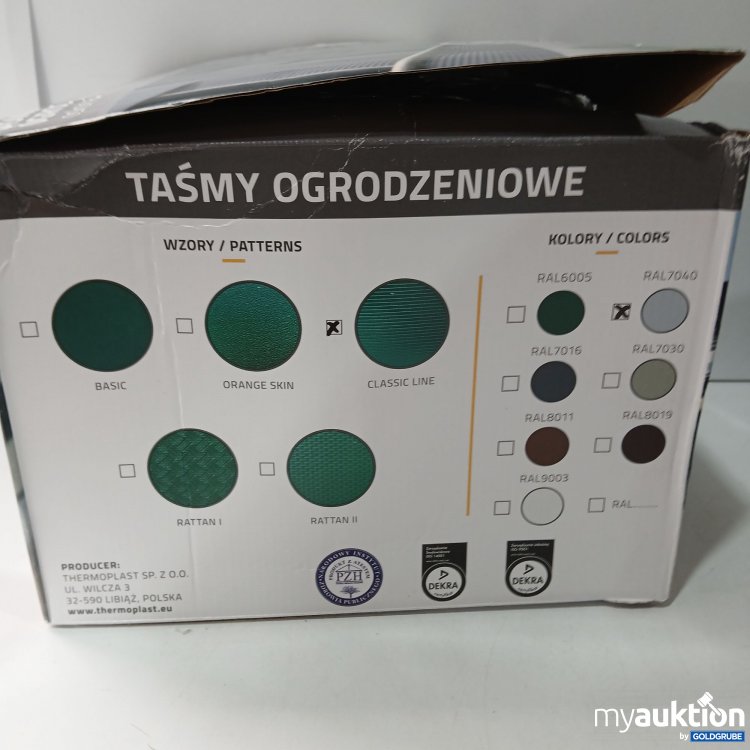 TAŚMY OGRODZENIOWE
WZORY / PATTERNS
BASIC
ORANGE SKIN
CLASSIC LINE
RATTAN I
RATTAN II
KOLORY / COLORS
RAL6005
RAL7040
RAL7016
RAL7030
RAL8011
RAL8019
RAL9003
RAL..........
PRODUCER:
THERMOPLAST SP. Z O.O.
UL. WILCZA 3
32-590 LIBIĄŻ, POLSKA
www.thermoplast.eu
PZH
DEKRA
DEKRA
myauktion
by GOLDGRUBE